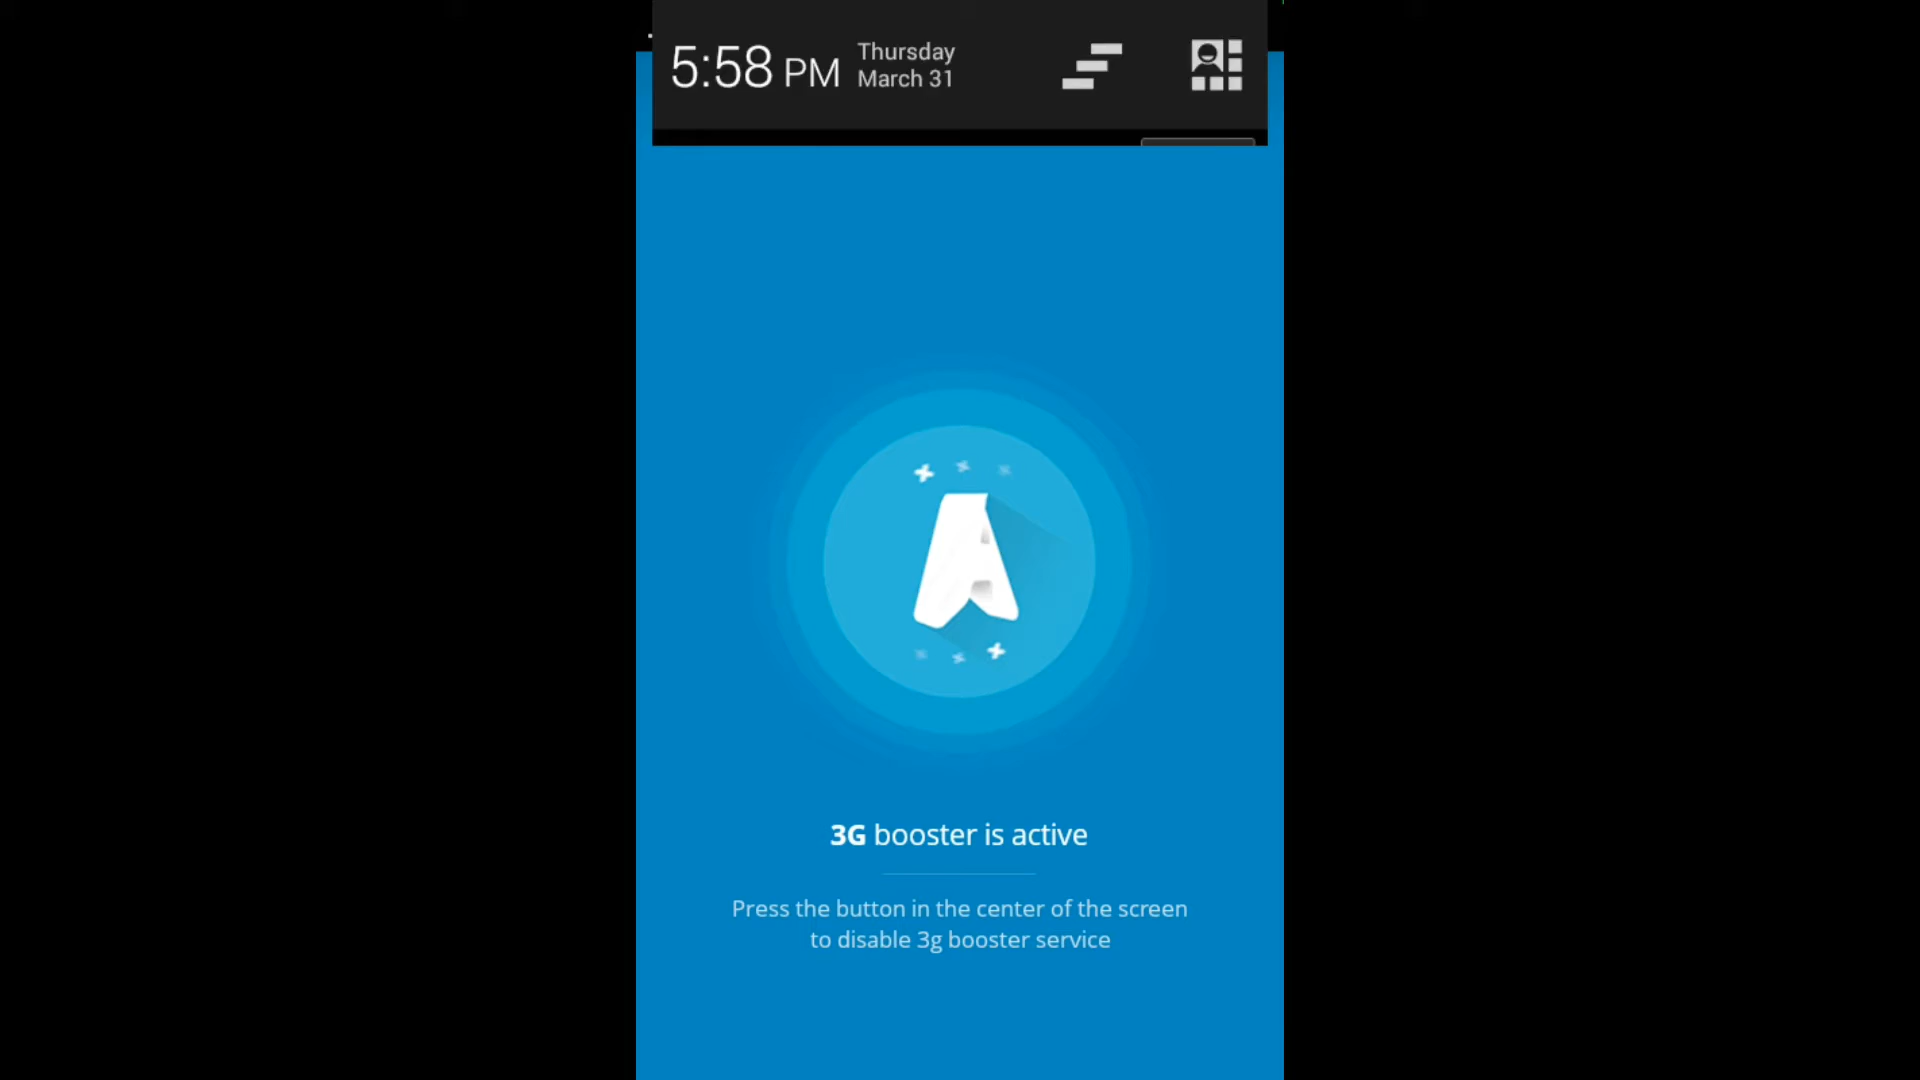 5:58 PM
Thursday
March 31
A
3G booster is active
Press the button in the center of the screen
to disable 3g booster service